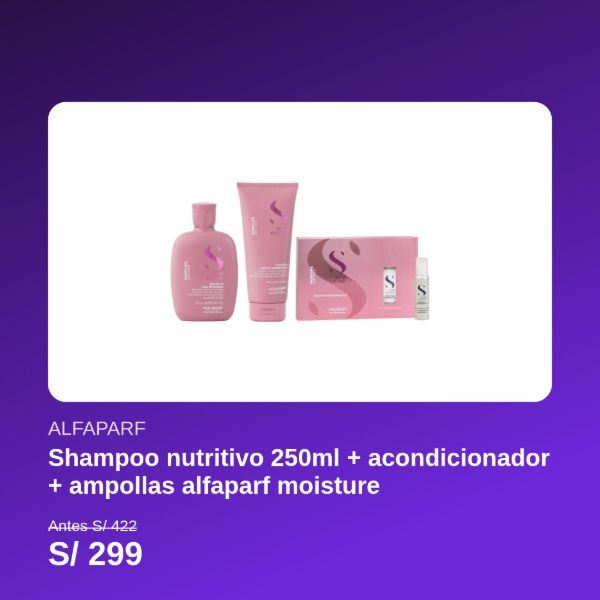 ALFAPARF
Shampoo nutritivo 250ml + acondicionador
+ ampollas alfaparf moisture
Antes S/ 422
S/ 299